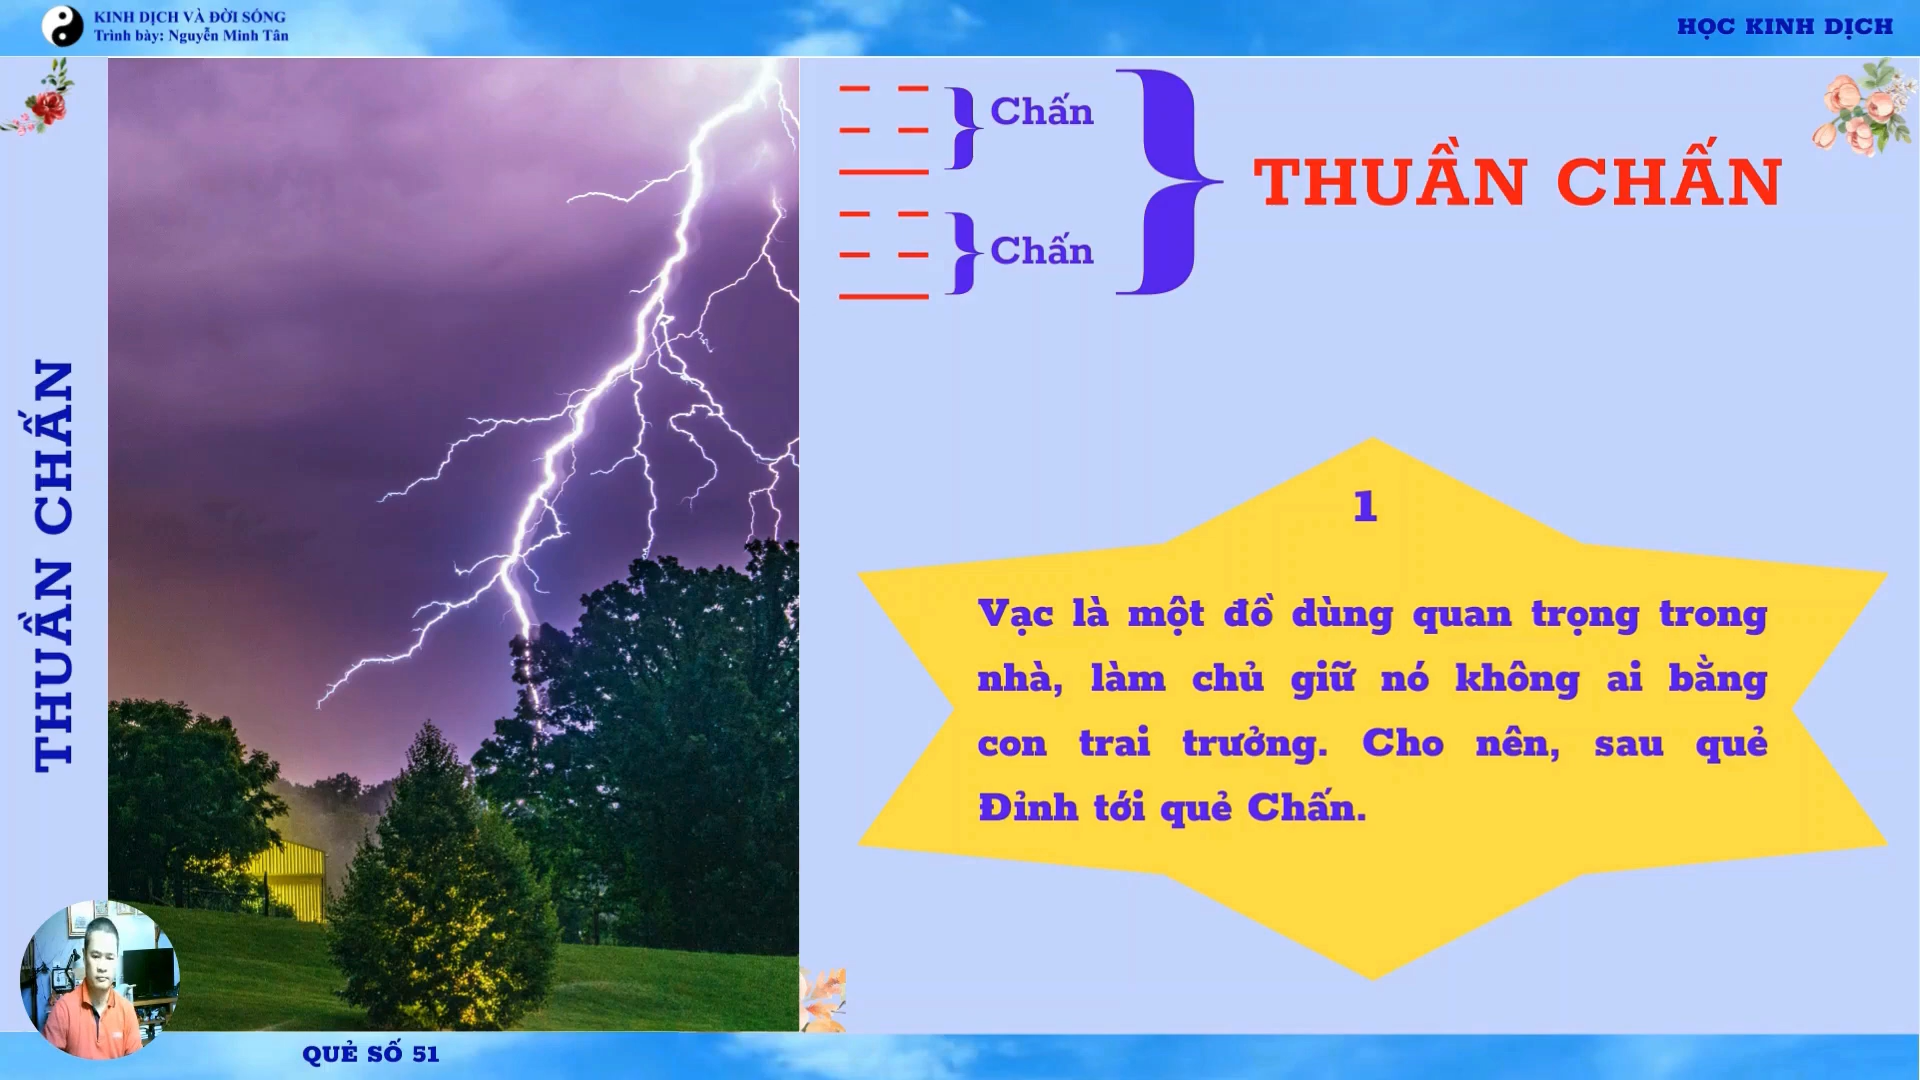 KINH DỊCH VÀ ĐỜI SỐNG
Trình bày: Nguyễn Minh Tân
HỌC KINH DỊCH
Chấn
Chấn
THUẦN CHẤN
THUẦN CHẤN
1
Vạc là một đồ dùng quan trọng trong
nhà, làm chủ giữ nó không ai bằng
con trai trưởng. Cho nên, sau quẻ
Đỉnh tới quẻ Chấn.
QUẺ SỐ 51